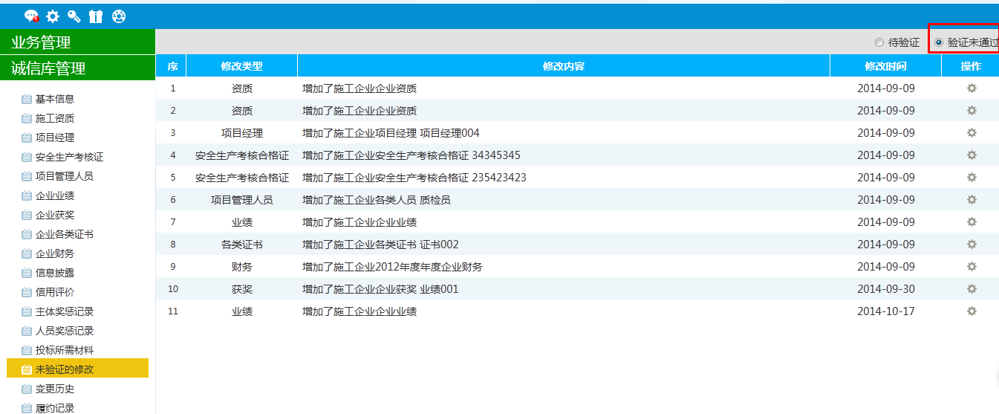 业务管理
诚信库管理
基本信息
施工资质
项目经理
安全生产考核证
项目管理人员
企业业绩
企业获奖
企业各类证书
企业财务
信息披露
信用评价
主体奖惩记录
人员奖惩记录
投标所需材料
未验证的修改
变更历史
履约记录
待验证 验证未通过
序 修改类型 修改内容 修改时间 操作
1 资质 增加了施工企业企业资质 2014-09-09
2 资质 增加了施工企业企业资质 2014-09-09
3 项目经理 增加了施工企业项目经理 项目经理004 2014-09-09
4 安全生产考核合格证 增加了施工企业安全生产考核合格证 34345345 2014-09-09
5 安全生产考核合格证 增加了施工企业安全生产考核合格证 235423423 2014-09-09
6 项目管理人员 增加了施工企业各类人员 质检员 2014-09-09
7 业绩 增加了施工企业企业业绩 2014-09-09
8 各类证书 增加了施工企业各类证书 证书002 2014-09-09
9 财务 增加了施工企业2012年度年度企业财务 2014-09-09
10 获奖 增加了施工企业企业获奖 业绩001 2014-09-30
11 业绩 增加了施工企业企业业绩 2014-10-17